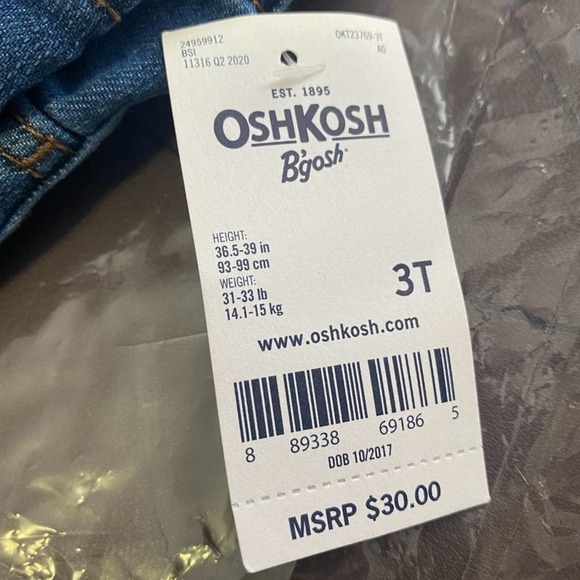 24959912
BSI
11316 Q2 2020
OKT23769-3T
AO
EST. 1895
OSHKOSH
B'gosh
HEIGHT:
36.5-39 in
93-99 cm
WEIGHT:
31-33 lb
14.1-15 kg
3T
www.oshkosh.com
8 89338 69186 5
DOB 10/2017
MSRP $30.00